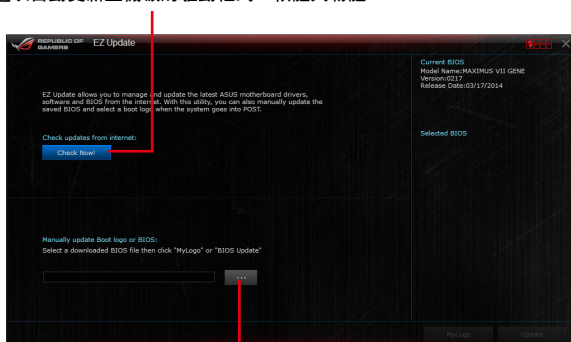 REPUBLIC OF
GAMERS
EZ Update
Current BIOS
Model Name:MAXIMUS VII GENE
Version:0217
Release Date:03/17/2014
EZ Update allows you to manage and update the latest ASUS motherboard drivers,
software and BIOS from the internet. With this utility, you can also manually update the
saved BIOS and select a boot logo when the system goes into POST.
Selected BIOS
Check updates from internet:
Check Now!
Manually update Boot logo or BIOS:
Select a downloaded BIOS file then click "MyLogo" or "BIOS Update"
...
MyLogo
Update